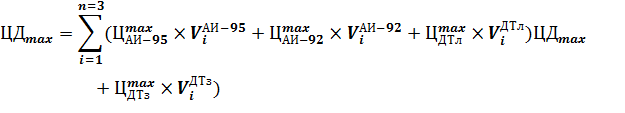 ЦД_max = ∑_{i=1}^{n=3} (Ц_{АИ−95}^{max} × V_i^{АИ−95} + Ц_{АИ−92}^{max} × V_i^{АИ−92} + Ц_{ДТл}^{max} × V_i^{ДТл})ЦД_max
+ Ц_{ДТз}^{max} × V_i^{ДТз})